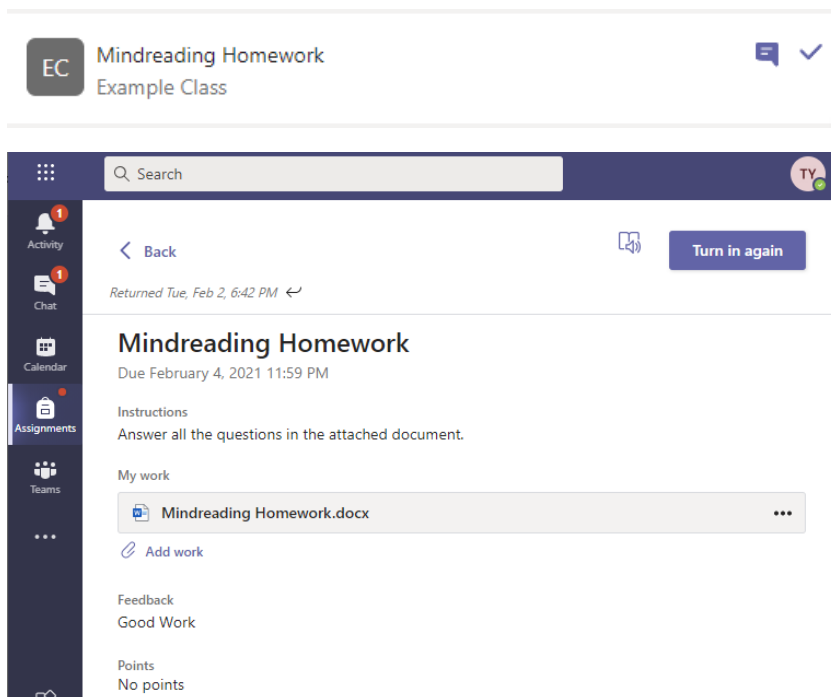 EC
Mindreading Homework
Example Class
Search
TY
Activity
1
Back
Turn in again
Chat
1
Returned Tue, Feb 2, 6:42 PM
Mindreading Homework
Calendar
Due February 4, 2021 11:59 PM
Instructions
Assignments
Answer all the questions in the attached document.
My work
Teams
Mindreading Homework.docx
Add work
Feedback
Good Work
Points
No points